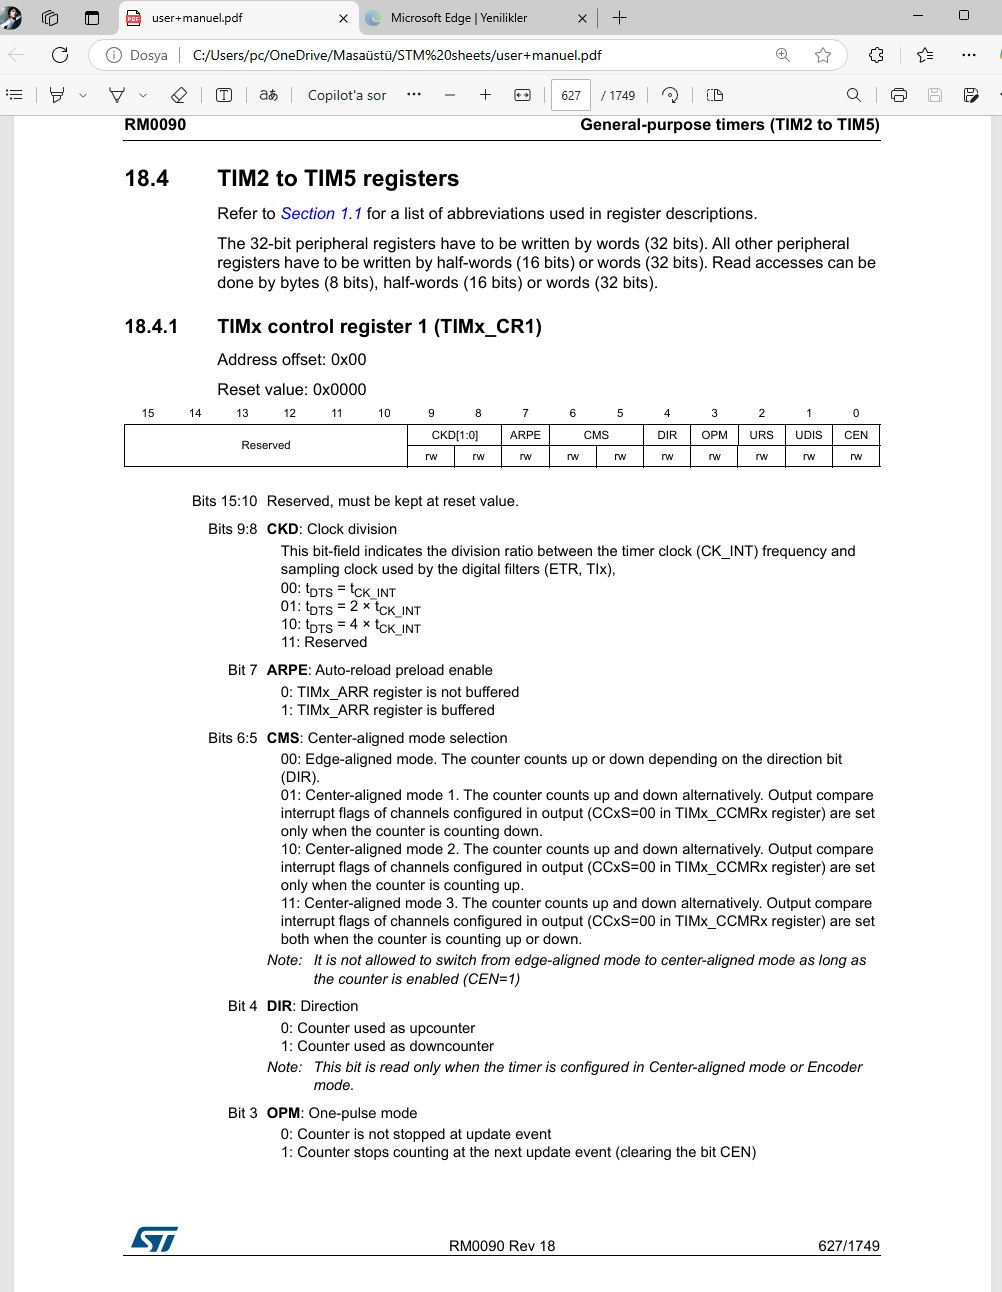 user+manuel.pdf
Microsoft Edge | Yenilikler
Dosya
C:/Users/pc/OneDrive/Masaüstü/STM%20sheets/user+manuel.pdf
Copilot'a sor
627 / 1749
RM0090 General-purpose timers (TIM2 to TIM5)
18.4 TIM2 to TIM5 registers
Refer to Section 1.1 for a list of abbreviations used in register descriptions.
The 32-bit peripheral registers have to be written by words (32 bits). All other peripheral
registers have to be written by half-words (16 bits) or words (32 bits). Read accesses can be
done by bytes (8 bits), half-words (16 bits) or words (32 bits).
18.4.1 TIMx control register 1 (TIMx_CR1)
Address offset: 0x00
Reset value: 0x0000
15 14 13 12 11 10 9 8 7 6 5 4 3 2 1 0
Reserved CKD[1:0] ARPE CMS DIR OPM URS UDIS CEN
rw rw rw rw rw rw rw rw rw rw
Bits 15:10 Reserved, must be kept at reset value.
Bits 9:8 CKD: Clock division
This bit-field indicates the division ratio between the timer clock (CK_INT) frequency and
sampling clock used by the digital filters (ETR, TIx),
00: tDTS = tCK_INT
01: tDTS = 2 × tCK_INT
10: tDTS = 4 × tCK_INT
11: Reserved
Bit 7 ARPE: Auto-reload preload enable
0: TIMx_ARR register is not buffered
1: TIMx_ARR register is buffered
Bits 6:5 CMS: Center-aligned mode selection
00: Edge-aligned mode. The counter counts up or down depending on the direction bit
(DIR).
01: Center-aligned mode 1. The counter counts up and down alternatively. Output compare
interrupt flags of channels configured in output (CCxS=00 in TIMx_CCMRx register) are set
only when the counter is counting down.
10: Center-aligned mode 2. The counter counts up and down alternatively. Output compare
interrupt flags of channels configured in output (CCxS=00 in TIMx_CCMRx register) are set
only when the counter is counting up.
11: Center-aligned mode 3. The counter counts up and down alternatively. Output compare
interrupt flags of channels configured in output (CCxS=00 in TIMx_CCMRx register) are set
both when the counter is counting up or down.
Note: It is not allowed to switch from edge-aligned mode to center-aligned mode as long as
the counter is enabled (CEN=1)
Bit 4 DIR: Direction
0: Counter used as upcounter
1: Counter used as downcounter
Note: This bit is read only when the timer is configured in Center-aligned mode or Encoder
mode.
Bit 3 OPM: One-pulse mode
0: Counter is not stopped at update event
1: Counter stops counting at the next update event (clearing the bit CEN)
ST RM0090 Rev 18 627/1749